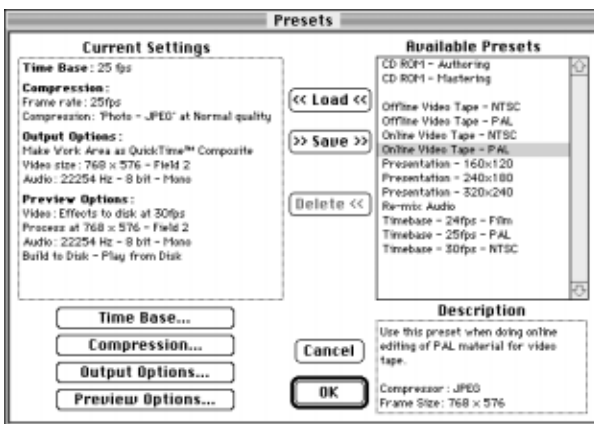 Presets
Current Settings
Time Base : 25 fps
Compression:
Frame rate : 25fps
Compression: 'Photo - JPEG' at Normal quality
Output Options:
Make Work Area as QuickTime™ Composite
Video size : 768 x 576 - Field 2
Audio : 22254 Hz - 8 bit - Mono
Preview Options:
Video : Effects to disk at 30fps
Process at 768 x 576 - Field 2
Audio : 22254 Hz - 8 bit - Mono
Build to Disk - Play from Disk
Time Base...
Compression...
Output Options...
Preview Options...
<< Load <<
>> Save >>
Delete <<
Cancel
OK
Available Presets
CD ROM - Authoring
CD ROM - Mastering
Offline Video Tape - NTSC
Offline Video Tape - PAL
Online Video Tape - NTSC
Online Video Tape - PAL
Presentation - 160x120
Presentation - 240x180
Presentation - 320x240
Re-mix Audio
Timebase - 24fps - Film
Timebase - 25fps - PAL
Timebase - 30fps - NTSC
Description
Use this preset when doing online
editing of PAL material for video
tape.
Compressor : JPEG
Frame Size : 768 x 576